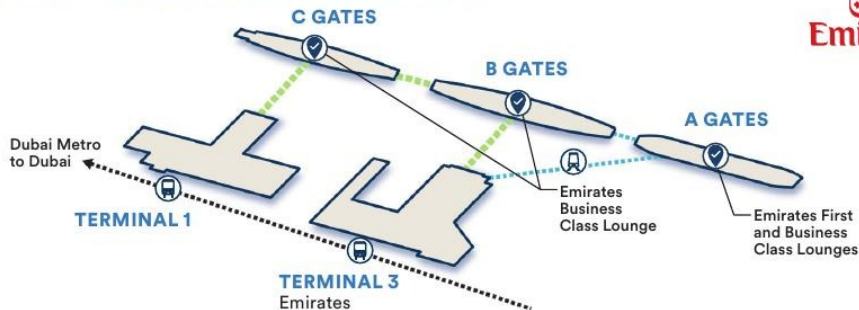 C GATES
Emi
B GATES
A GATES
Dubai Metro
to Dubai
Emirates
Business
Class Lounge
Emirates First
and Business
Class Lounges
TERMINAL 1
TERMINAL 3
Emirates